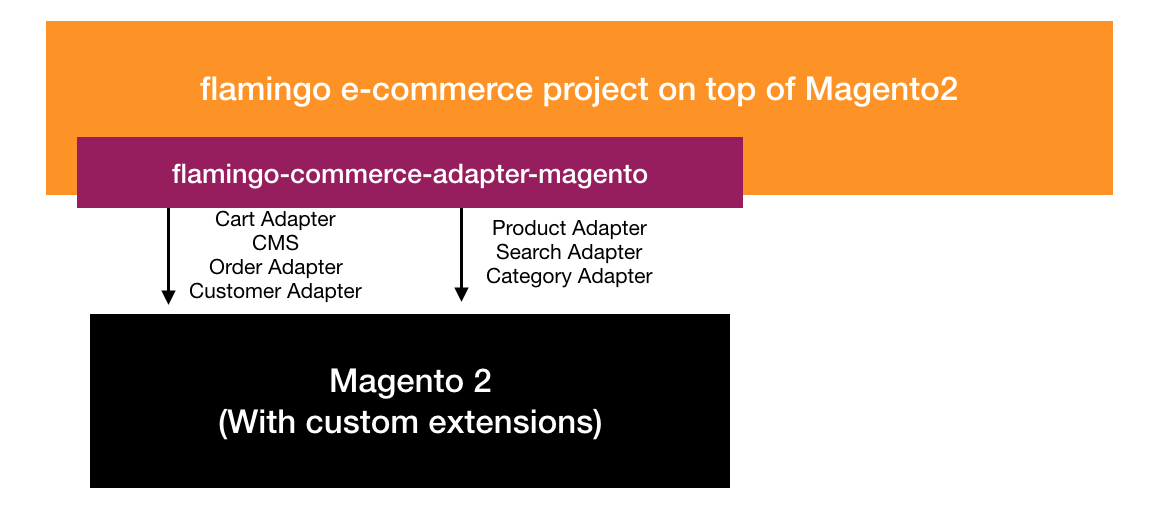 flamingo e-commerce project on top of Magento2
flamingo-commerce-adapter-magento
Cart Adapter
CMS
Order Adapter
Customer Adapter
Product Adapter
Search Adapter
Category Adapter
Magento 2
(With custom extensions)